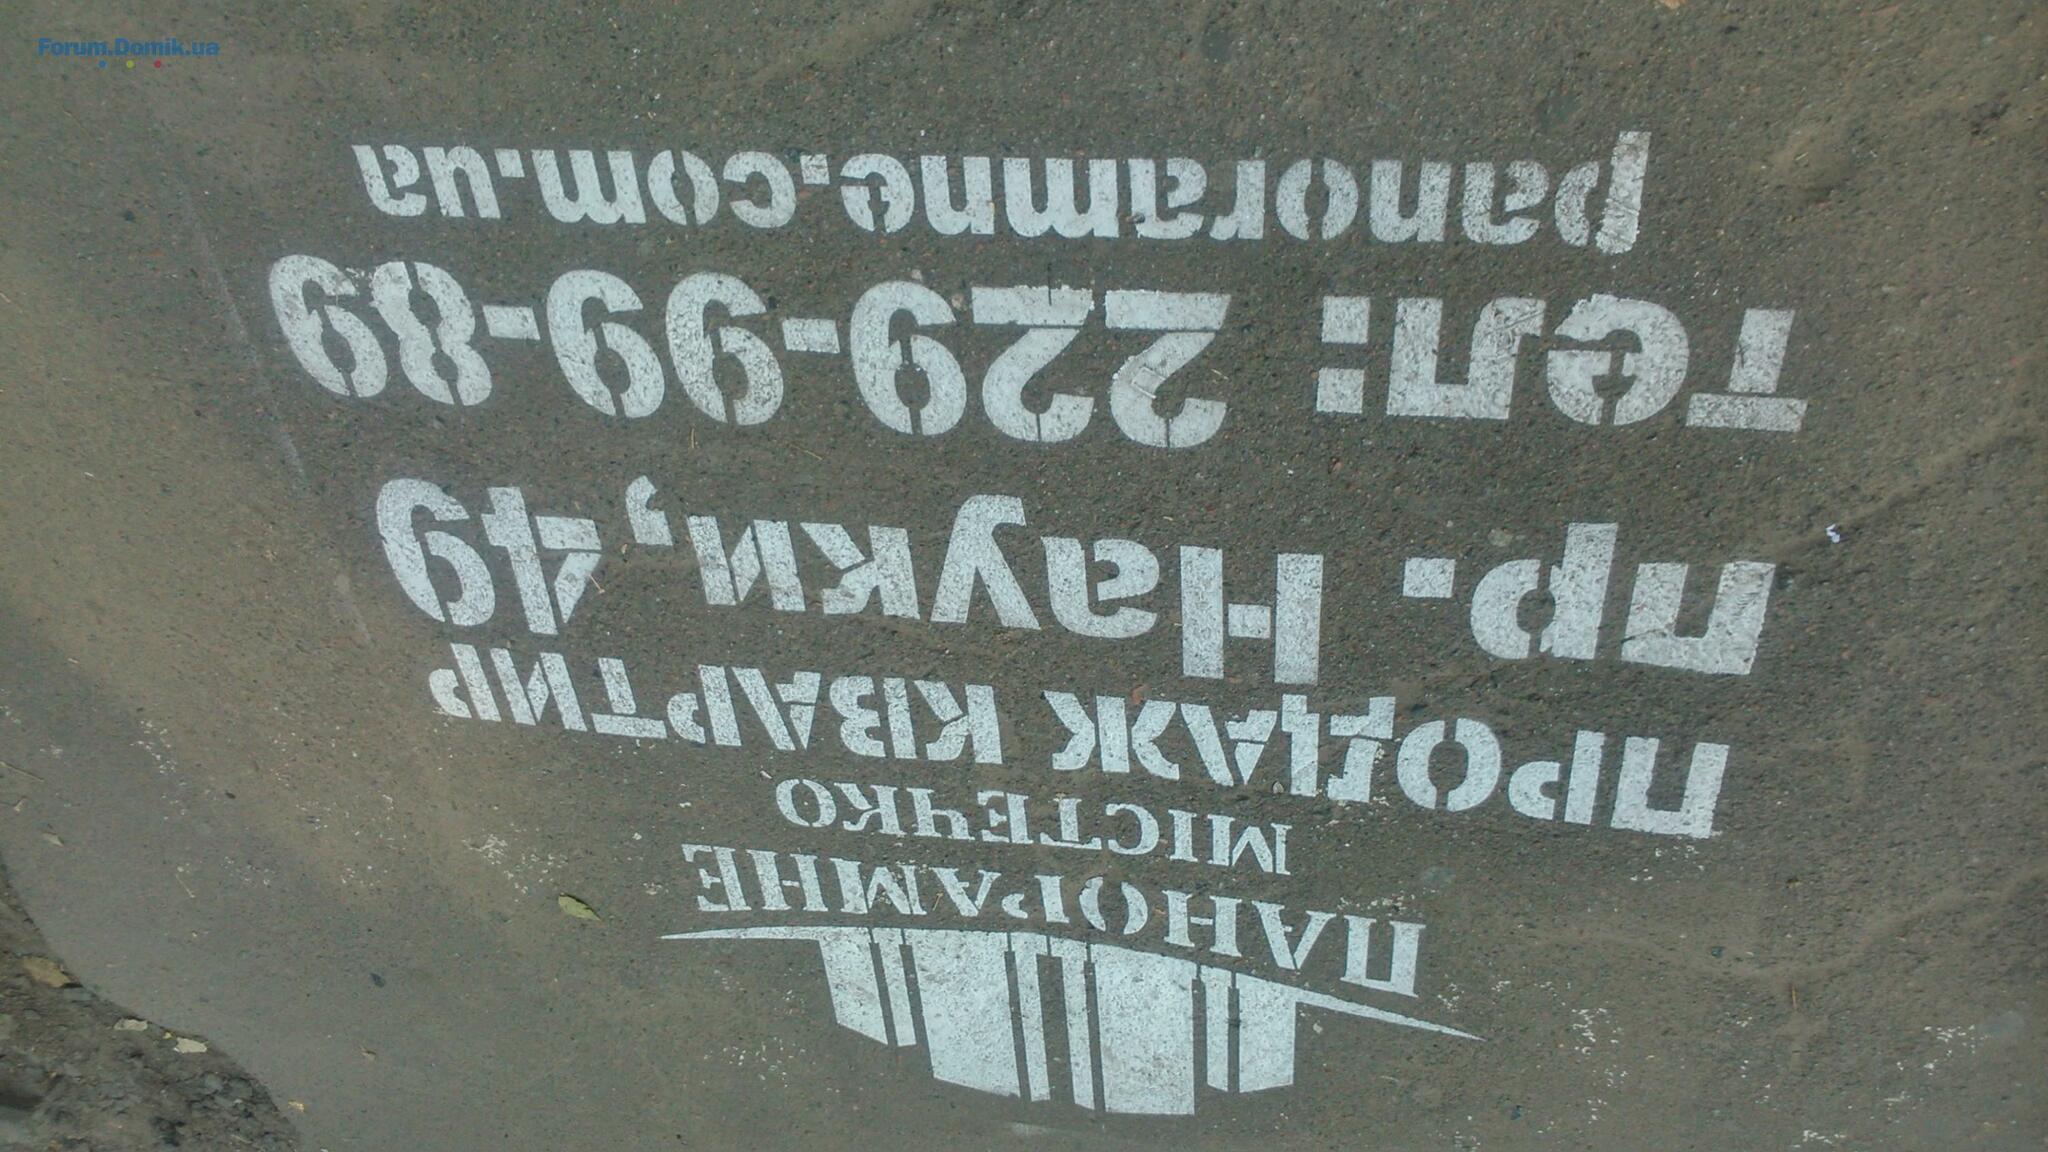 ПАНОРАМНЕ
МІСТЕЧКО
ПРОДАЖ КВАРТИР
пр. Науки, 49
тел: 229-99-89
panoramne.com.ua
Forum.Domik.ua